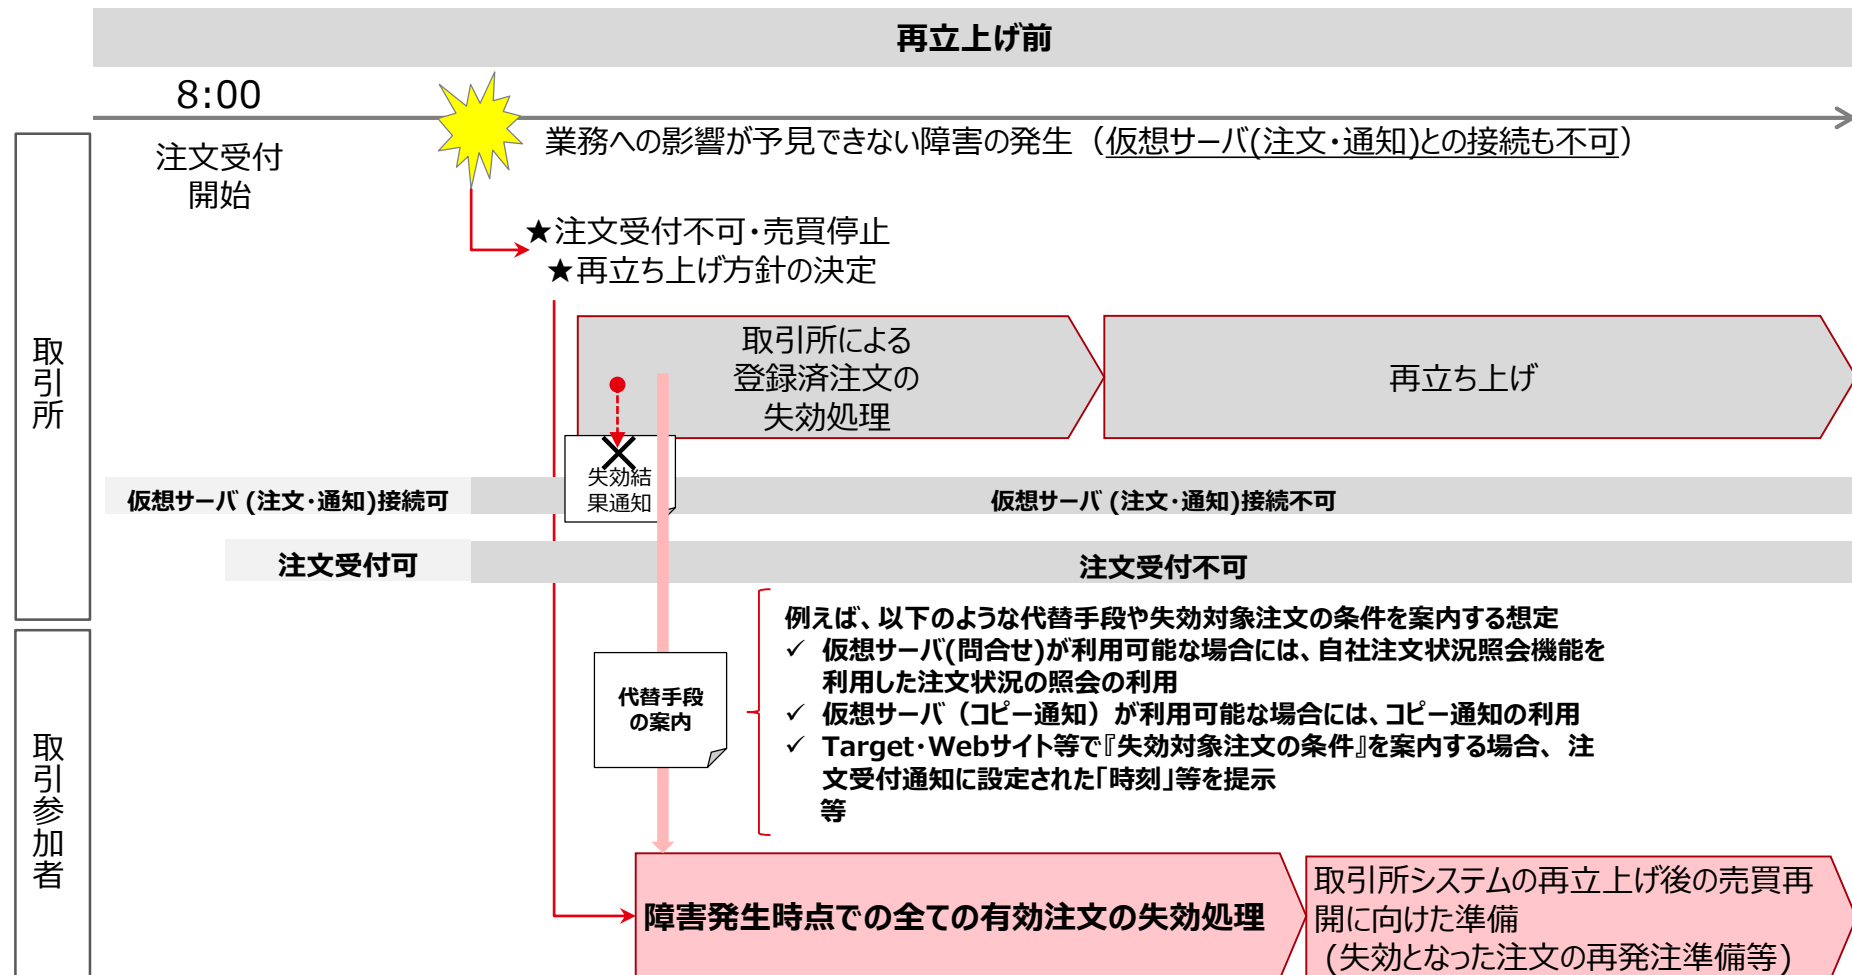 再立上げ前
8:00
注文受付
開始
業務への影響が予見できない障害の発生（仮想サーバ(注文・通知)との接続も不可）
★注文受付不可・売買停止
★再立ち上げ方針の決定
取引所
取引所による
登録済注文の
失効処理
再立ち上げ
失効結
果通知
仮想サーバ (注文・通知)接続可
仮想サーバ (注文・通知)接続不可
注文受付可
注文受付不可
取引参加者
代替手段
の案内
例えば、以下のような代替手段や失効対象注文の条件を案内する想定
✓ 仮想サーバ(問合せ)が利用可能な場合には、自社注文状況照会機能を
利用した注文状況の照会の利用
✓ 仮想サーバ（コピー通知）が利用可能な場合には、コピー通知の利用
✓ Target・Webサイト等で『失効対象注文の条件』を案内する場合、注
文受付通知に設定された「時刻」等を提示
等
障害発生時点での全ての有効注文の失効処理
取引所システムの再立上げ後の売買再
開に向けた準備
(失効となった注文の再発注準備等)